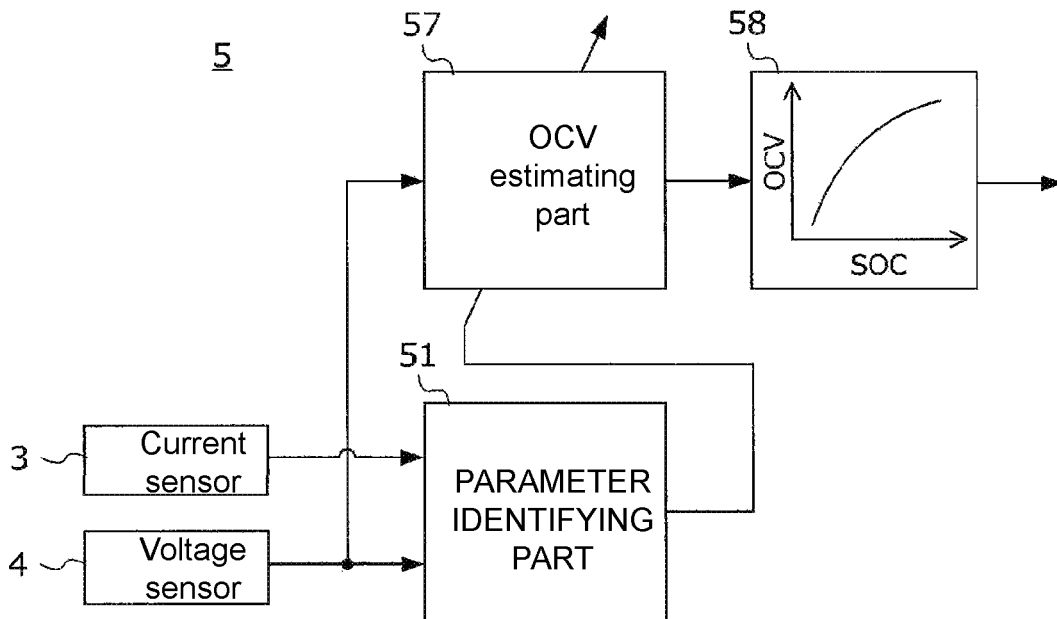 5
57
OCV
estimating
part
58
OCV
SOC
51
PARAMETER
IDENTIFYING
PART
3
Current
sensor
4
Voltage
sensor